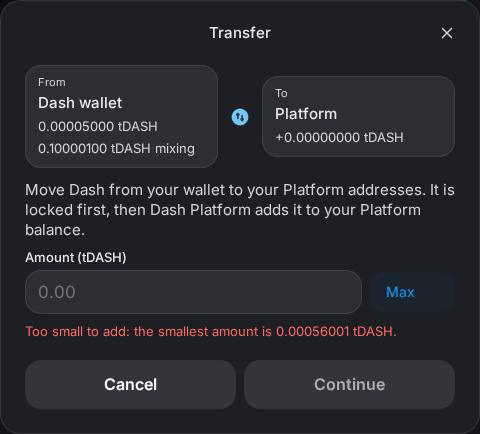 Transfer
From
Dash wallet
0.00005000 tDASH
0.10000100 tDASH mixing
To
Platform
+0.00000000 tDASH
Move Dash from your wallet to your Platform addresses. It is
locked first, then Dash Platform adds it to your Platform
balance.
Amount (tDASH)
0.00
Max
Too small to add: the smallest amount is 0.00056001 tDASH.
Cancel
Continue